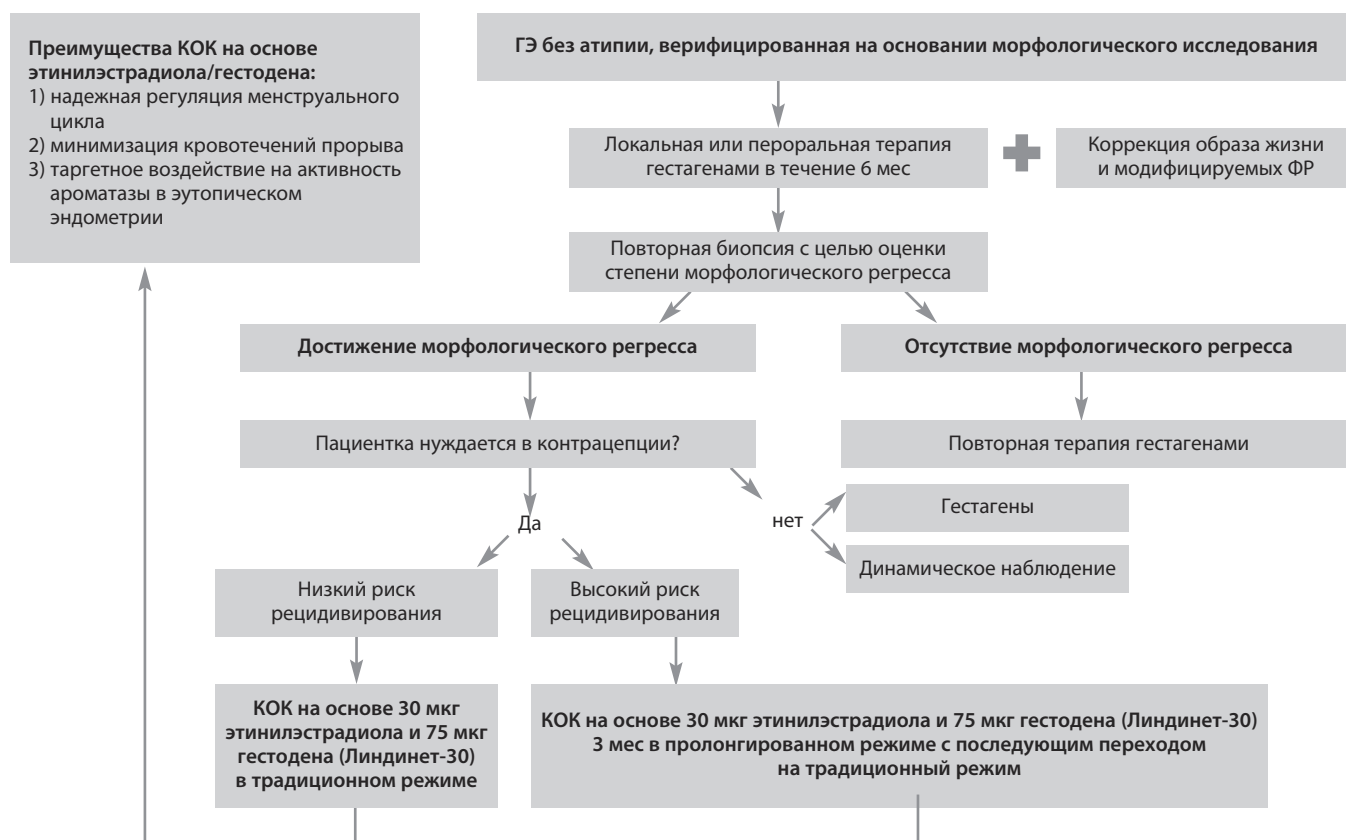 Преимущества КОК на основе
этинилэстрадиола/гестодена:
1) надежная регуляция менструального
цикла
2) минимизация кровотечений прорыва
3) таргетное воздействие на активность
ароматазы в эутопическом
эндометрии
ГЭ без атипии, верифицированная на основании морфологического исследования
Локальная или пероральная терапия
гестагенами в течение 6 мес
Коррекция образа жизни
и модифицируемых ФР
Повторная биопсия с целью оценки
степени морфологического регресса
Достижение морфологического регресса
Отсутствие морфологического регресса
Пациентка нуждается в контрацепции?
Повторная терапия гестагенами
Да
нет
Гестагены
Динамическое наблюдение
Низкий риск
рецидивирования
Высокий риск
рецидивирования
КОК на основе 30 мкг
этинилэстрадиола и 75 мкг
гестодена (Линдинет-30)
в традиционном режиме
КОК на основе 30 мкг этинилэстрадиола и 75 мкг гестодена (Линдинет-30)
3 мес в пролонгированном режиме с последующим переходом
на традиционный режим